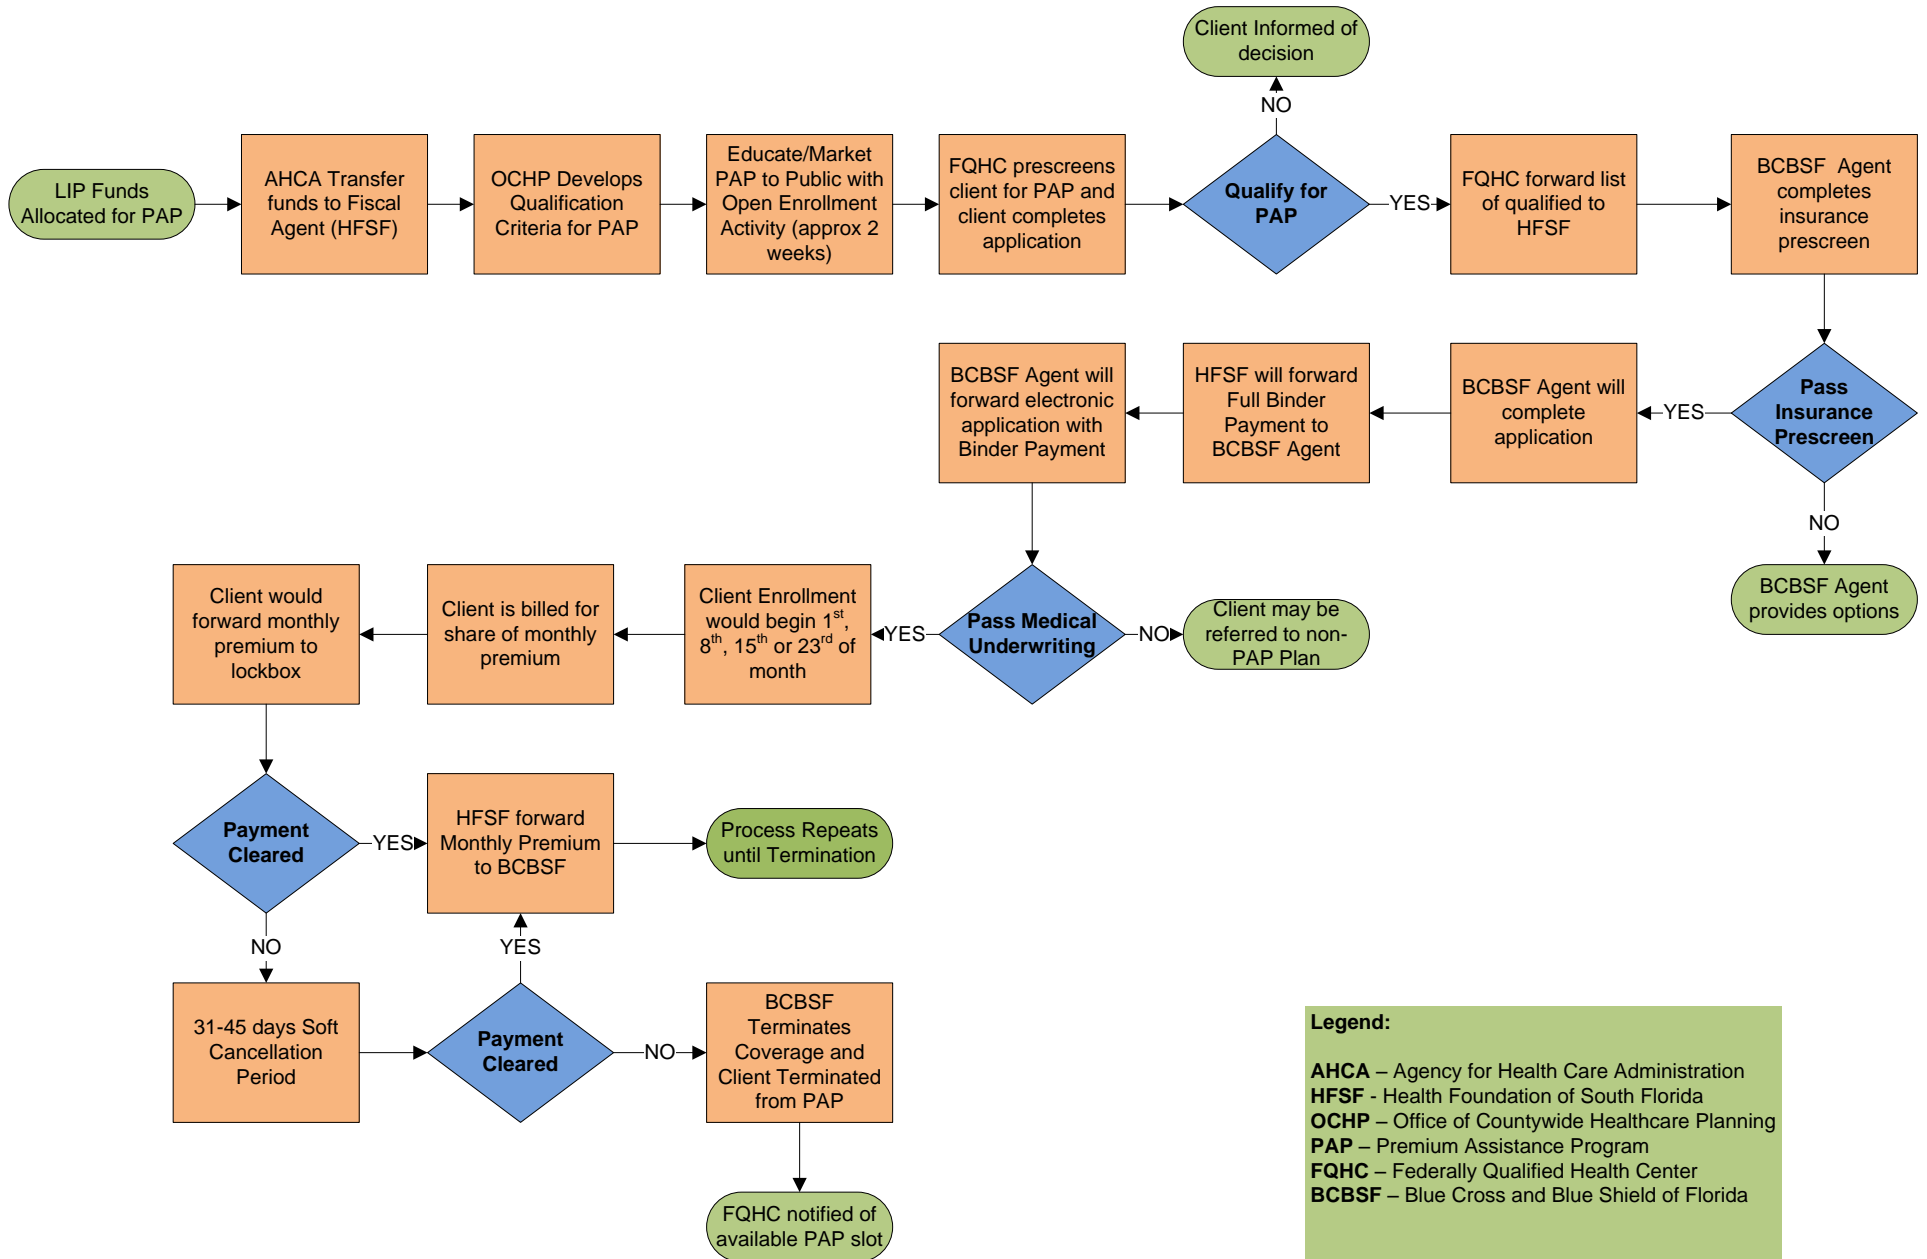 Client Informed of
decision
NO
LIP Funds
Allocated for PAP
AHCA Transfer
funds to Fiscal
Agent (HFSF)
OCHP Develops
Qualification
Criteria for PAP
Educate/Market
PAP to Public with
Open Enrollment
Activity (approx 2
weeks)
FQHC prescreens
client for PAP and
client completes
application
Qualify for
PAP
YES
FQHC forward list
of qualified to
HFSF
BCBSF Agent
completes
insurance
prescreen
Pass
Insurance
Prescreen
YES
BCBSF Agent will
complete
application
HFSF will forward
Full Binder
Payment to
BCBSF Agent
BCBSF Agent will
forward electronic
application with
Binder Payment
NO
BCBSF Agent
provides options
Pass Medical
Underwriting
NO
Client may be
referred to non-
PAP Plan
YES
Client Enrollment
would begin 1st,
8th, 15th or 23rd of
month
Client is billed for
share of monthly
premium
Client would
forward monthly
premium to
lockbox
Payment
Cleared
YES
HFSF forward
Monthly Premium
to BCBSF
Process Repeats
until Termination
NO
YES
31-45 days Soft
Cancellation
Period
Payment
Cleared
NO
BCBSF
Terminates
Coverage and
Client Terminated
from PAP
FQHC notified of
available PAP slot
Legend:
AHCA – Agency for Health Care Administration
HFSF - Health Foundation of South Florida
OCHP – Office of Countywide Healthcare Planning
PAP – Premium Assistance Program
FQHC – Federally Qualified Health Center
BCBSF – Blue Cross and Blue Shield of Florida